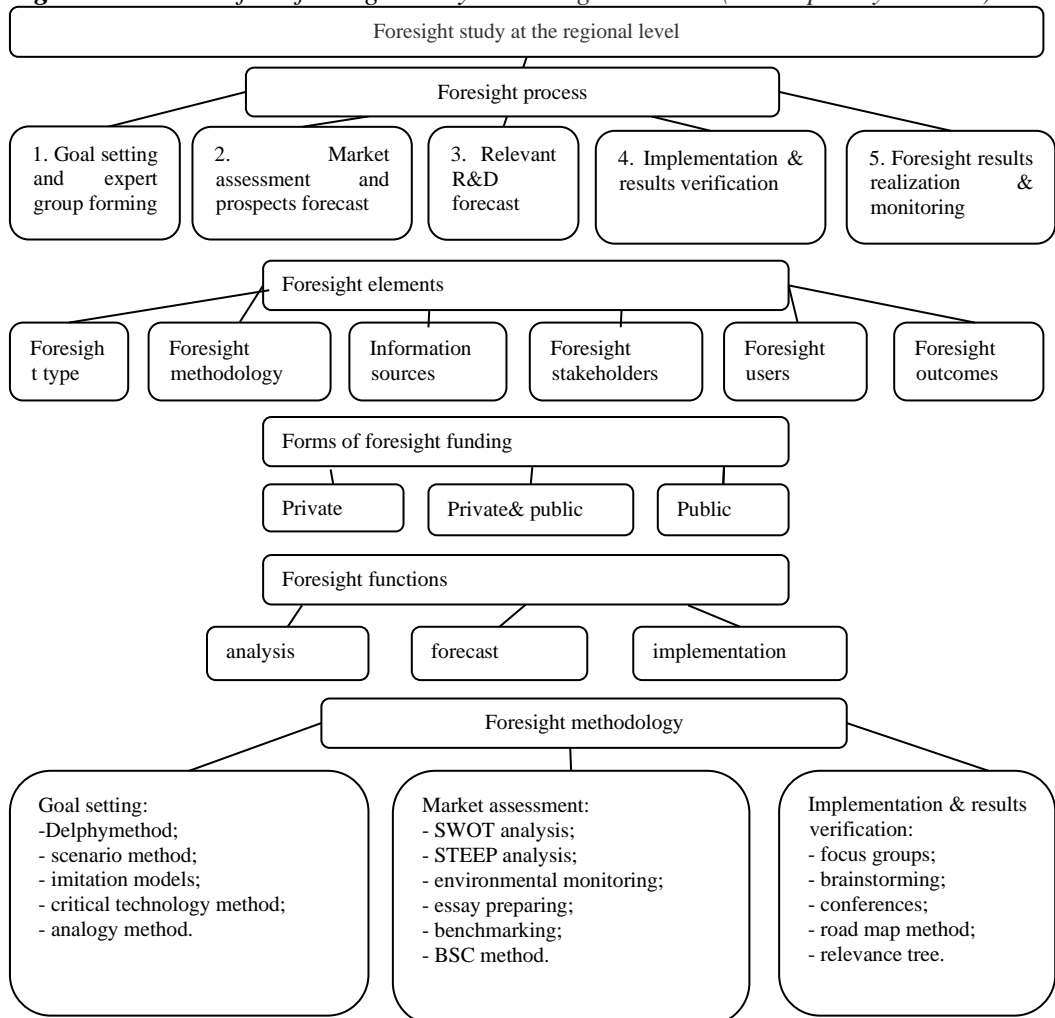 Foresight study at the regional level
Foresight process
1. Goal setting
and expert
group forming
2. Market
assessment and
prospects forecast
3. Relevant
R&D
forecast
4. Implementation &
results verification
5. Foresight results
realization &
monitoring
Foresight elements
Foresigh
t type
Foresight
methodology
Information
sources
Foresight
stakeholders
Foresight
users
Foresight
outcomes
Forms of foresight funding
Private
Private& public
Public
Foresight functions
analysis
forecast
implementation
Foresight methodology
Goal setting:
-Delphymethod;
- scenario method;
- imitation models;
- critical technology method;
- analogy method.
Market assessment:
- SWOT analysis;
- STEEP analysis;
- environmental monitoring;
- essay preparing;
- benchmarking;
- BSC method.
Implementation & results
verification:
- focus groups;
- brainstorming;
- conferences;
- road map method;
- relevance tree.